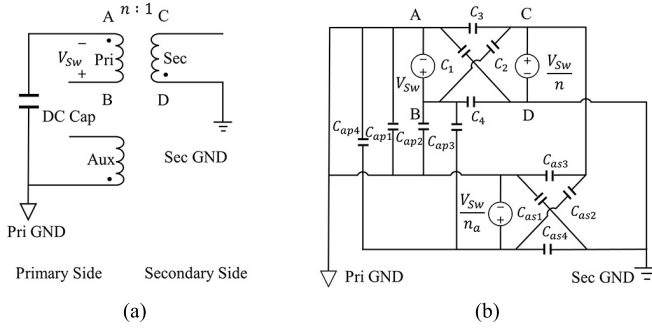 n : 1
A C
− Pri Sec
V_Sw
+
B D
DC Cap
Aux
Sec GND
Pri GND
Primary Side Secondary Side
(a)
A C_3 C
C_1 C_2
− +
V_Sw
+ −
V_Sw/n
B C_4 D
C_ap4 C_ap1 C_ap2 C_ap3
C_as3
−
V_Sw/n_a
+
C_as1 C_as2
C_as4
Pri GND Sec GND
(b)